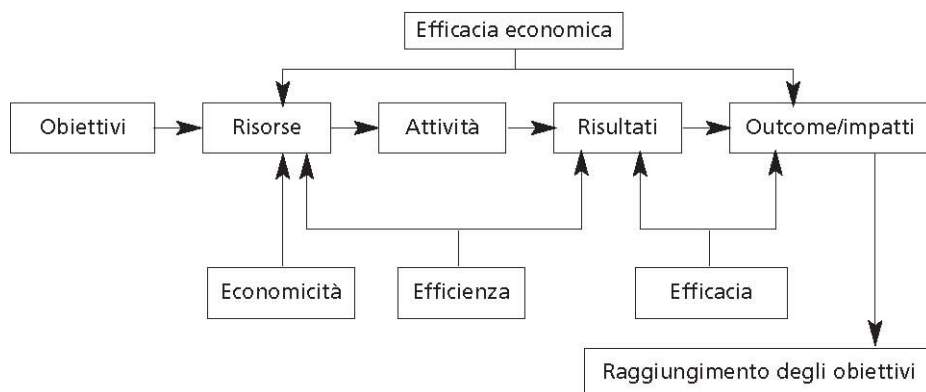 Efficacia economica
Obiettivi
Risorse
Attività
Risultati
Outcome/impatti
Economicità
Efficienza
Efficacia
Raggiungimento degli obiettivi